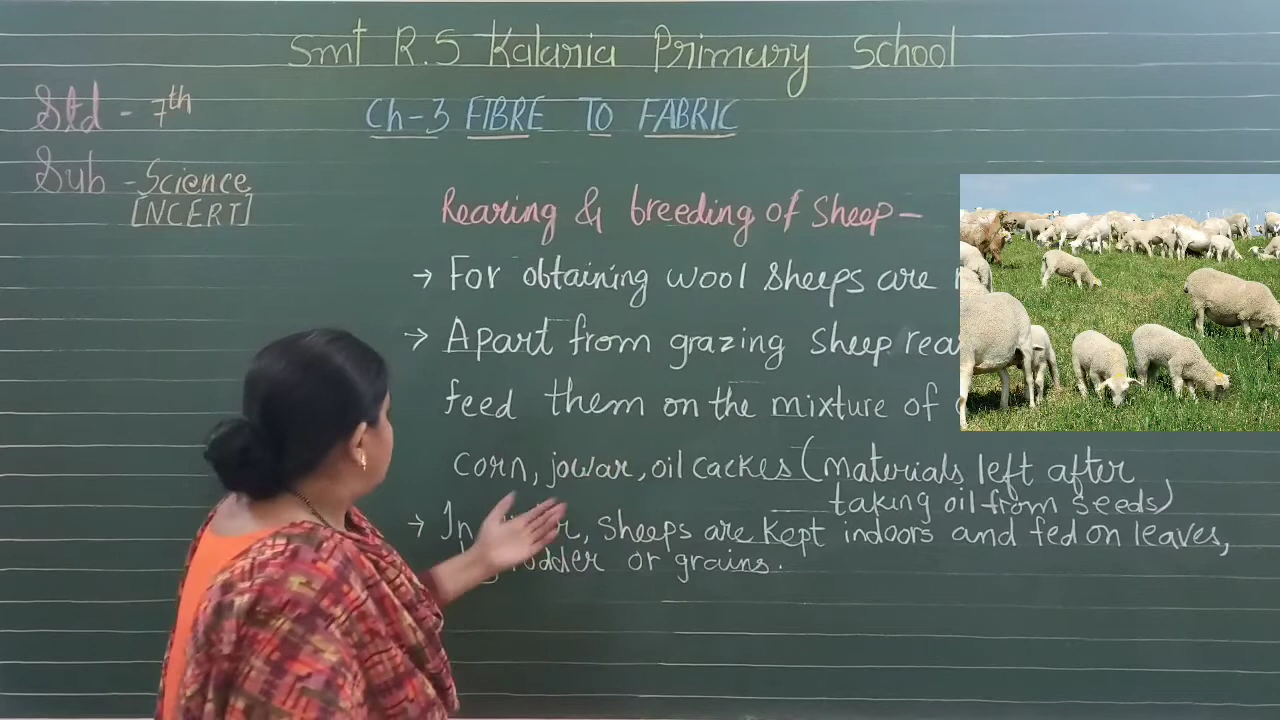 Smt R.S Kalaria Primary School
Std - 7th
Ch-3 FIBRE TO FABRIC
Sub - Science
[NCERT]
Rearing & breeding of Sheep -
→ For obtaining wool sheeps are
→ Apart from grazing sheep
feed them on the mixture of
corn, jowar, oil cackes (materials left after
taking oil from seeds)
→ In sheeps are kept indoors and fed on leaves,
or grains.